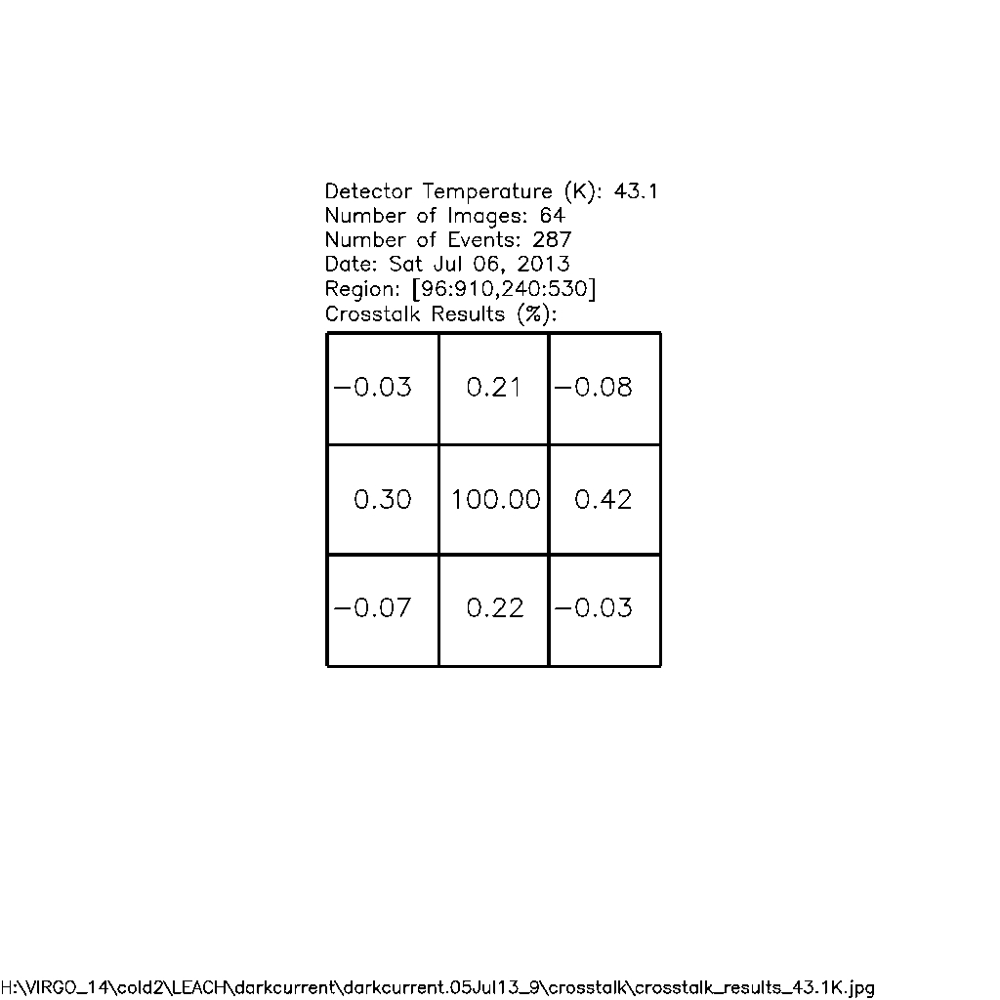 Detector Temperature (K): 43.1
Number of Images: 64
Number of Events: 287
Date: Sat Jul 06, 2013
Region: [96:910,240:530]
Crosstalk Results (%):
-0.03 0.21 -0.08
0.30 100.00 0.42
-0.07 0.22 -0.03
H:\VIRGO_14\cold2\LEACH\darkcurrent\darkcurrent.05Jul13_9\crosstalk\crosstalk_results_43.1K.jpg